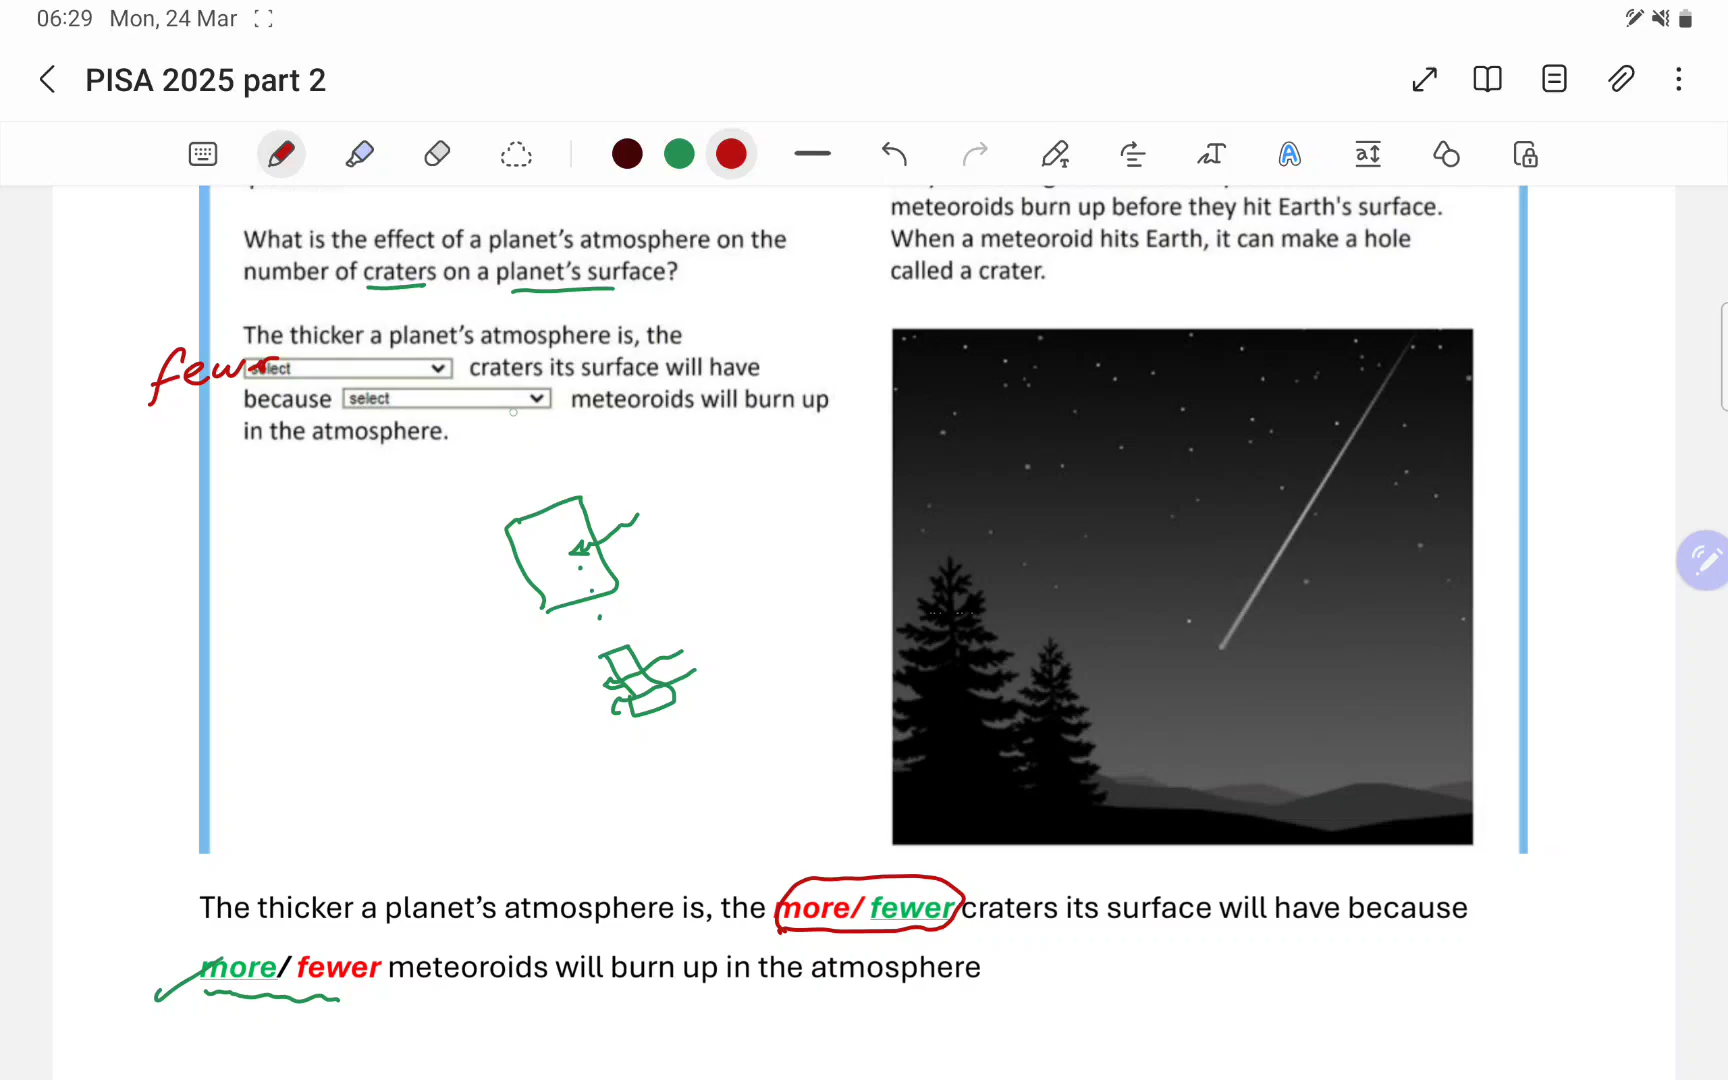 06:29 Mon, 24 Mar
PISA 2025 part 2
What is the effect of a planet's atmosphere on the
number of craters on a planet's surface?
The thicker a planet's atmosphere is, the
select craters its surface will have
because select meteoroids will burn up
in the atmosphere.
meteoroids burn up before they hit Earth's surface.
When a meteoroid hits Earth, it can make a hole
called a crater.
The thicker a planet's atmosphere is, the more/ fewer craters its surface will have because
more/ fewer meteoroids will burn up in the atmosphere